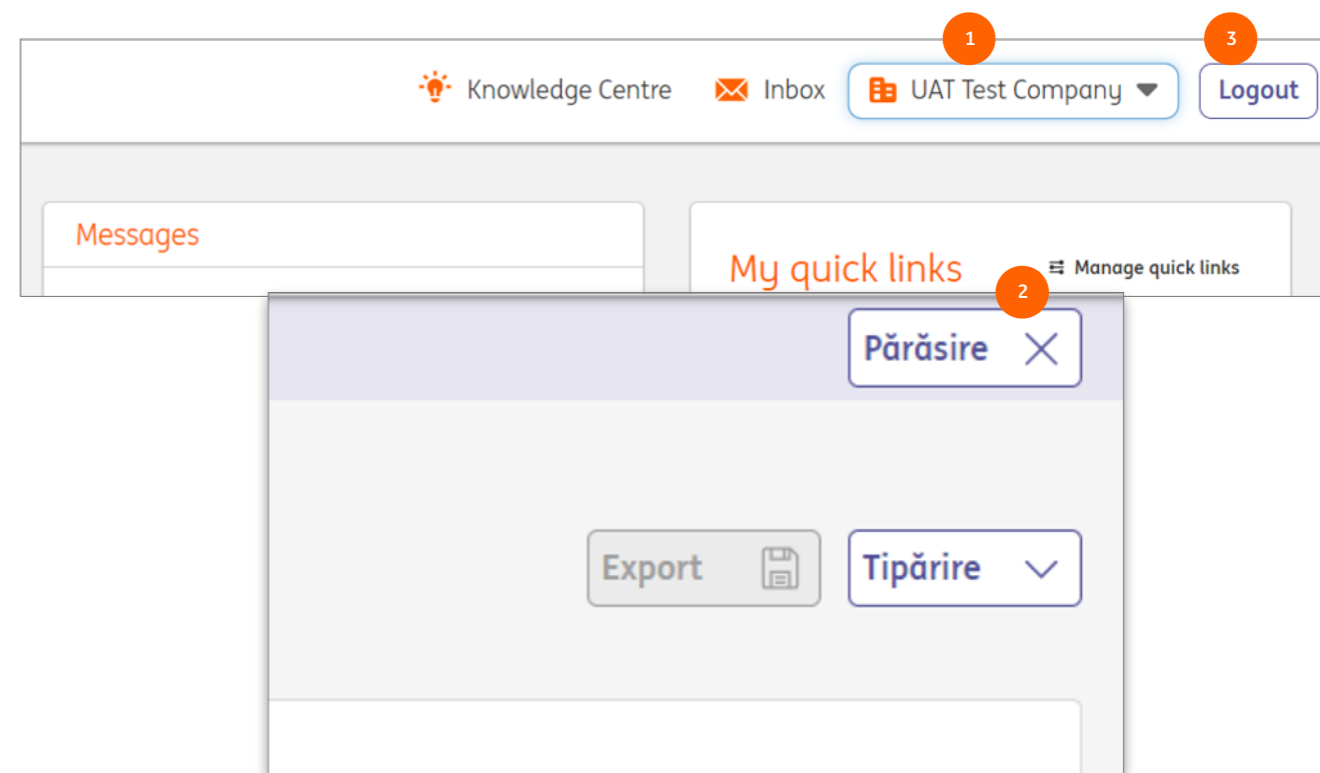 1 3
Knowledge Centre Inbox UAT Test Company Logout
Messages
My quick links Manage quick links
2
Părăsire
Export Tipărire